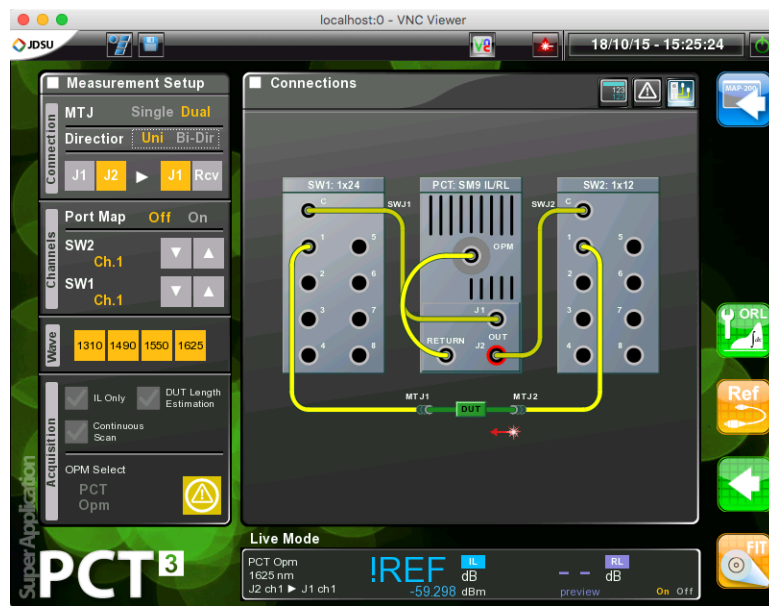 localhost:0 - VNC Viewer
JDSU
18/10/15 - 15:25:24
Measurement Setup
Connection
MTJ Single Dual
Directior Uni Bi-Dir
J1 J2 J1 Rcv
Channels
Port Map Off On
SW2
Ch.1
SW1
Ch.1
Wave
1310 1490 1550 1625
Acquisition
IL Only
DUT Length
Estimation
Continuous
Scan
OPM Select
PCT
Opm
Super Application
PCT3
Connections
123
SW1: 1x24
PCT: SM9 IL/RL
SW2: 1x12
C
SWJ1
SWJ2
C
1 5
OPM
1 5
2 6
2 6
3 7
J1
3 7
RETURN
OUT
J2
4 8
4 8
MTJ1
DUT
MTJ2
MAP-200
ORL
Ref
FIT
Live Mode
PCT Opm
1625 nm
J2 ch1 ► J1 ch1
!REF
IL
dB
-59.298 dBm
- -
RL
dB
preview
On Off